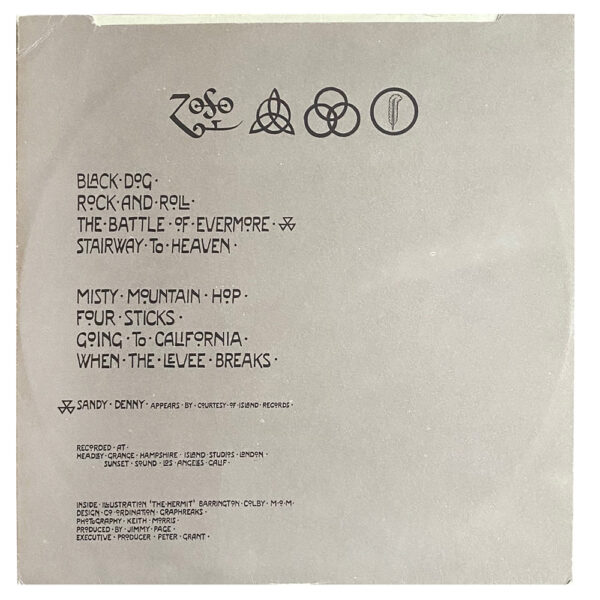 ZoSo
BLACK·DOG·
ROCK·AND·ROLL·
THE·BATTLE·OF·EVERMORE·
STAIRWAY·To·HEAVEN·
MISTY·MOUNTAIN·HOP·
FOUR·STICKS·
GOING·To·CALIFORNIA·
WHEN·THE·LEVEE·BREAKS·
SANDY·DENNY·APPEARS·BY·COURTESY·OF·ISLAND·RECORDS·
RECORDED·AT·
HEADLEY·GRANGE·HAMPSHIRE·ISLAND·STUDIOS·LONDON·
SUNSET·SOUND·LOS·ANGELES·CALIF·
INSIDE·ILLUSTRATION 'THE·HERMIT' BARRINGTON·COLBY·M·O·M·
DESIGN·CO·ORDINATION·GRAPHREAKS·
PHOTOGRAPHY·KEITH·MORRIS·
PRODUCED·BY·JIMMY·PAGE·
EXECUTIVE·PRODUCER·PETER·GRANT·